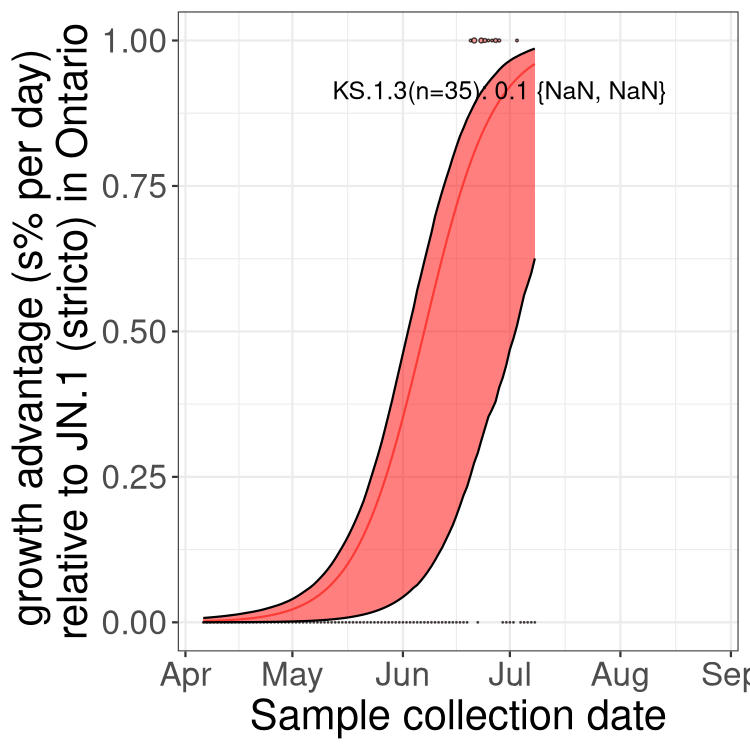 growth advantage (s% per day)
relative to JN.1 (stricto) in Ontario
1.00
0.75
0.50
0.25
0.00
KS.1.3(n=35): 0.1 {NaN, NaN}
Apr May Jun Jul Aug Sep
Sample collection date